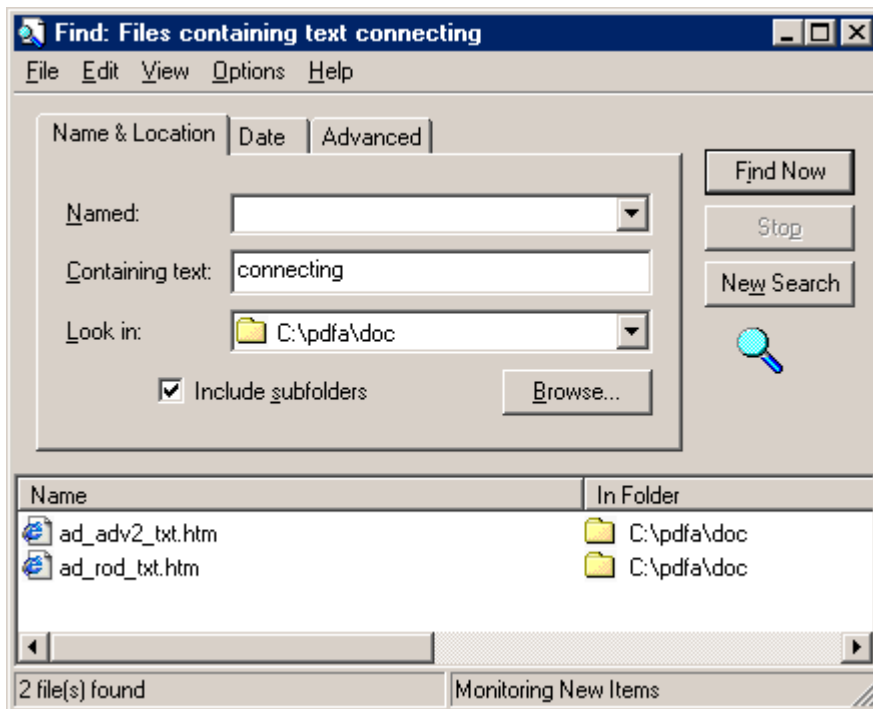 Find: Files containing text connecting
File Edit View Options Help
Name & Location Date Advanced
Find Now
Named:
Stop
Containing text: connecting
New Search
Look in: C:\pdfa\doc
Include subfolders Browse...
Name In Folder
ad_adv2_txt.htm C:\pdfa\doc
ad_rod_txt.htm C:\pdfa\doc
2 file(s) found Monitoring New Items